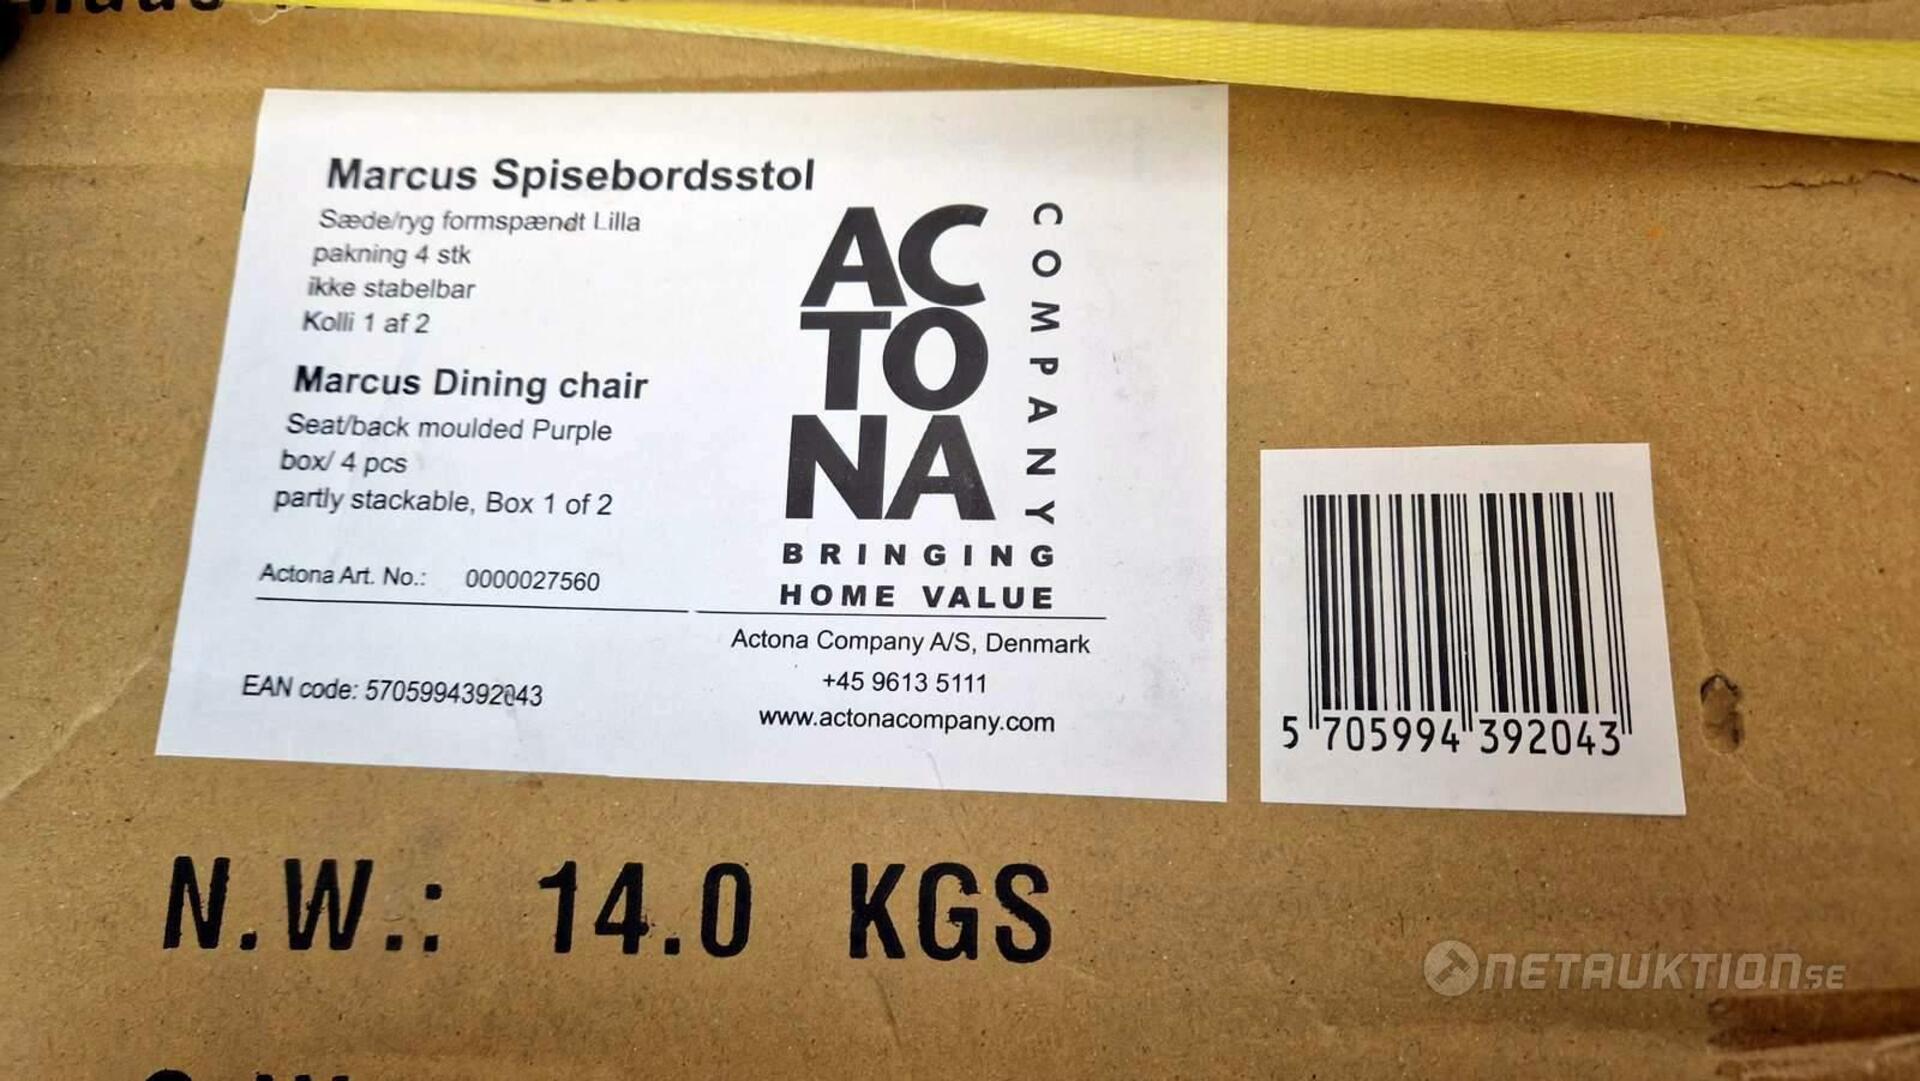 Marcus Spisebordsstol
Sæde/ryg formspændt Lilla
pakning 4 stk
ikke stabelbar
Kolli 1 af 2
Marcus Dining chair
Seat/back moulded Purple
box/ 4 pcs
partly stackable, Box 1 of 2
Actona Art. No.: 0000027560
EAN code: 5705994392043
AC
TO
NA
COMPANY
BRINGING
HOME VALUE
Actona Company A/S, Denmark
+45 9613 5111
www.actonacompany.com
5 705994 392043
N.W.: 14.0 KGS
NETAUKTION.SE